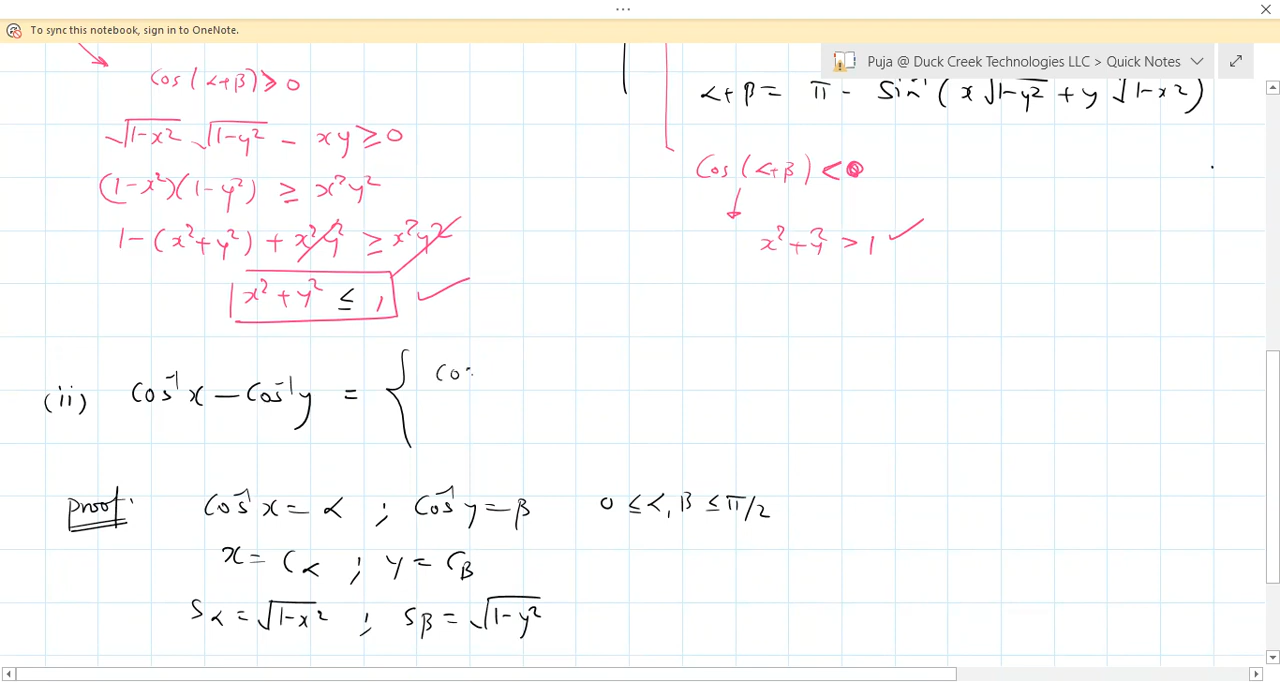 To sync this notebook, sign in to OneNote.
Puja @ Duck Creek Technologies LLC > Quick Notes
Cos(α+β) ≥ 0
√1-x² √1-y² - xy ≥ 0
(1-x²)(1-y²) ≥ x²y²
1-(x²+y²) + x²y² ≥ x²y²
x² + y² ≤ 1
α+β = π - Sin⁻¹(x√1-y² + y√1-x²)
Cos(α+β) < 0
x²+y² > 1
(ii) Cos⁻¹x - Cos⁻¹y = { Cos
Proof:
Cos⁻¹x = α ; Cos⁻¹y = β 0 ≤ α, β ≤ π/2
x = Cα ; y = Cβ
Sα = √1-x² ; Sβ = √1-y²